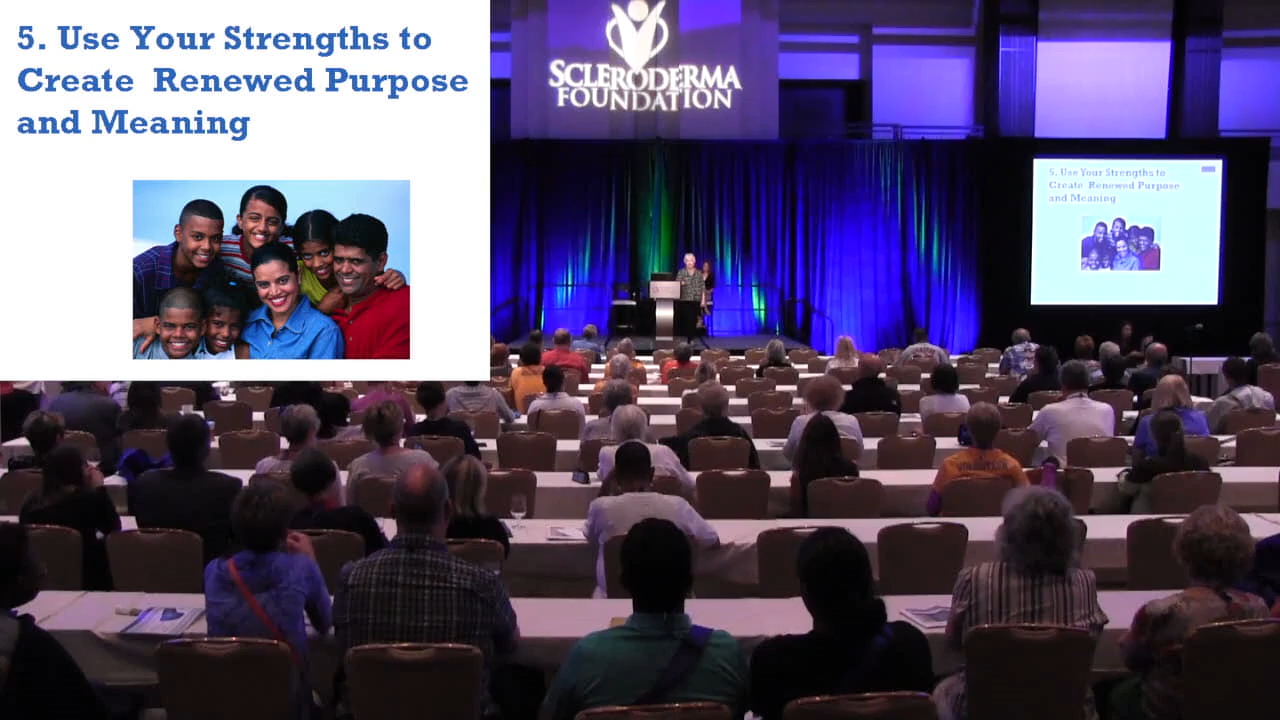 5. Use Your Strengths to
Create Renewed Purpose
and Meaning
SCLERODERMA
FOUNDATION
5. Use Your Strengths to
Create Renewed Purpose
and Meaning